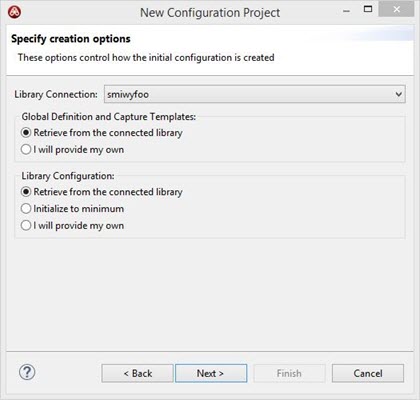 New Configuration Project
Specify creation options
These options control how the initial configuration is created
Library Connection: smiwyfoo
Global Definition and Capture Templates:
Retrieve from the connected library
I will provide my own
Library Configuration:
Retrieve from the connected library
Initialize to minimum
I will provide my own
? < Back Next > Finish Cancel